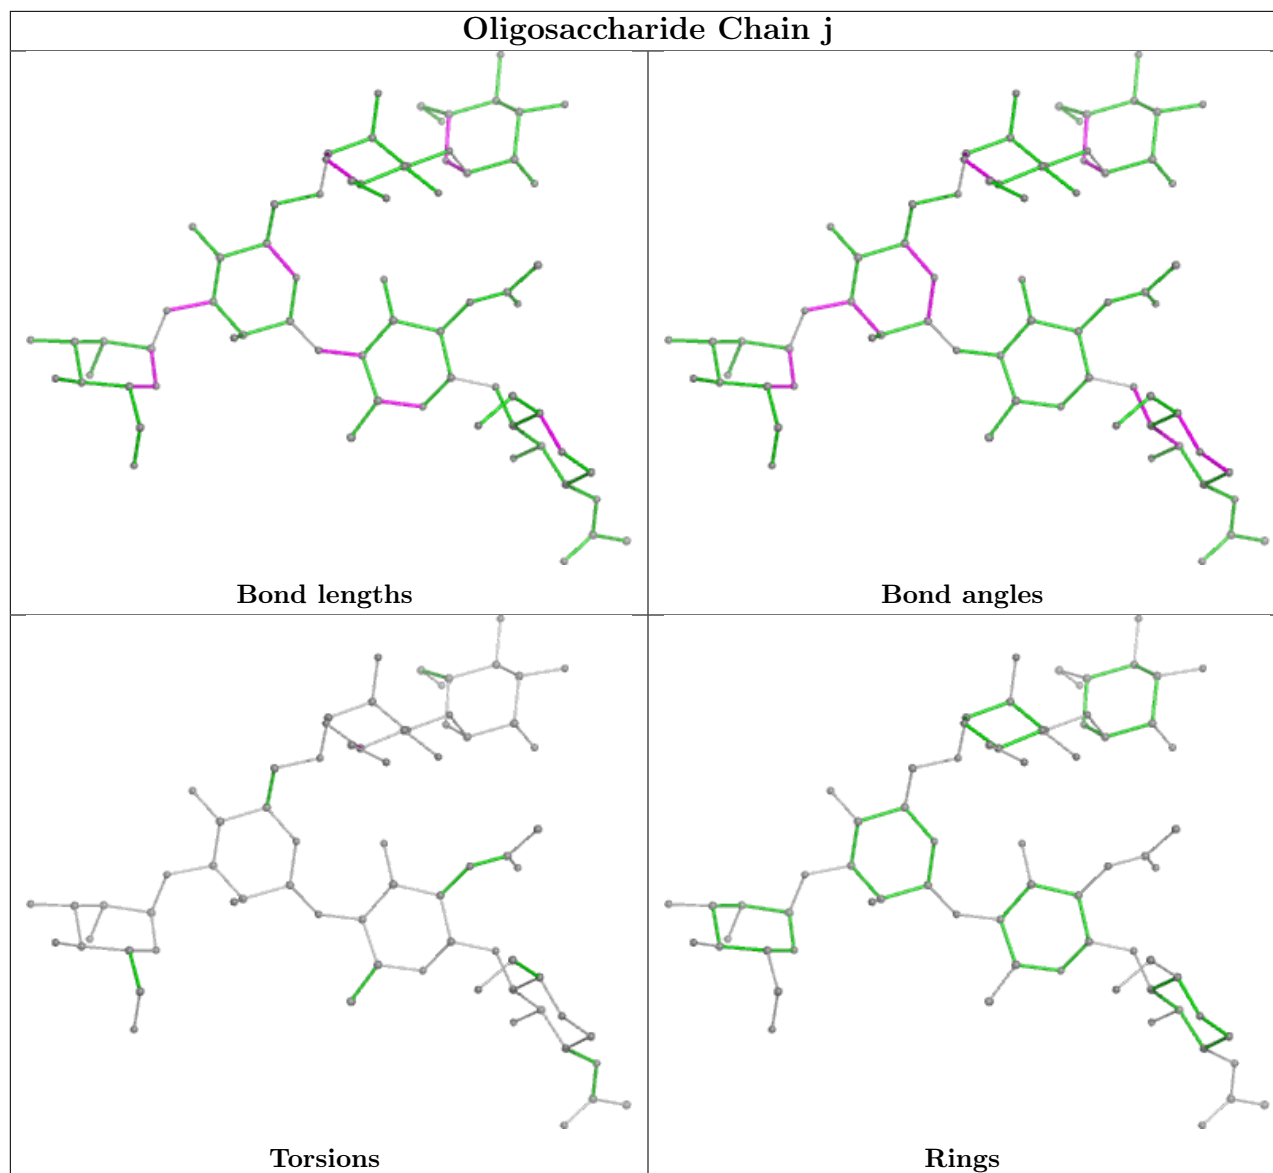 Oligosaccharide Chain j
Bond lengths
Bond angles
Torsions
Rings